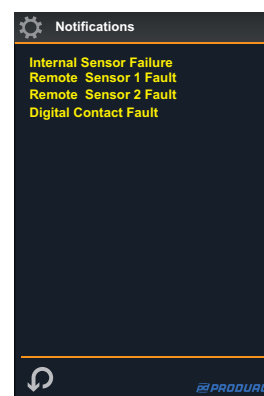 Notifications
Internal Sensor Failure
Remote Sensor 1 Fault
Remote Sensor 2 Fault
Digital Contact Fault